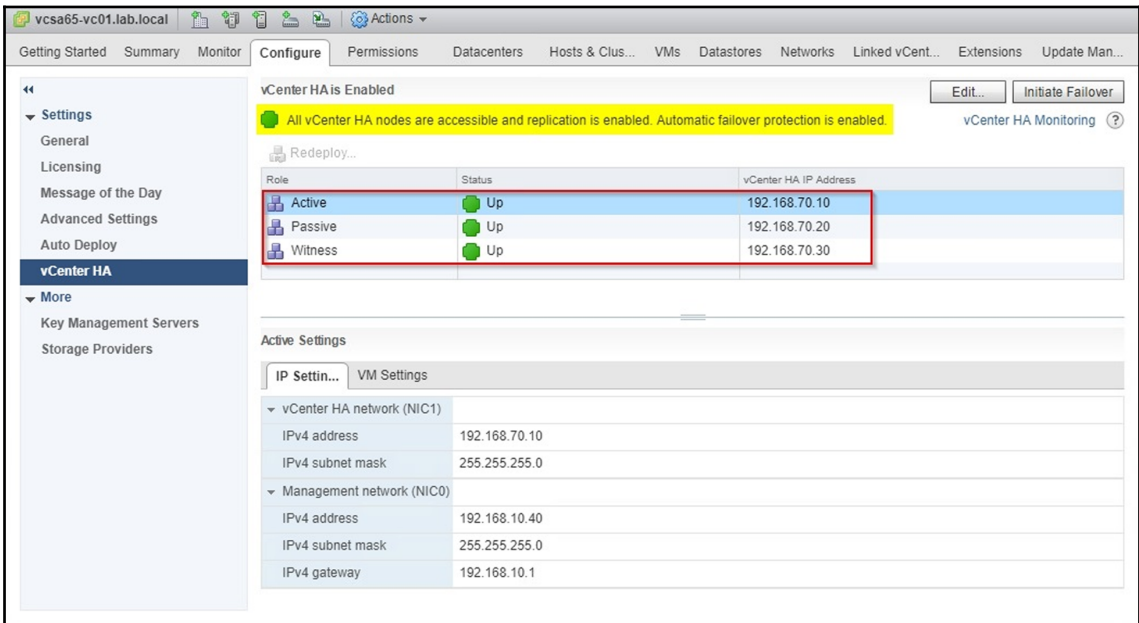 vcsa65-vc01.lab.local Actions
Getting Started Summary Monitor Configure Permissions Datacenters Hosts & Clus... VMs Datastores Networks Linked vCent... Extensions Update Man...
vCenter HA is Enabled Edit... Initiate Failover
Settings
General
Licensing
Message of the Day
Advanced Settings
Auto Deploy
vCenter HA
More
Key Management Servers
Storage Providers
All vCenter HA nodes are accessible and replication is enabled. Automatic failover protection is enabled. vCenter HA Monitoring ?
Redeploy...
Role Status vCenter HA IP Address
Active Up 192.168.70.10
Passive Up 192.168.70.20
Witness Up 192.168.70.30
Active Settings
IP Settin... VM Settings
vCenter HA network (NIC1)
IPv4 address 192.168.70.10
IPv4 subnet mask 255.255.255.0
Management network (NIC0)
IPv4 address 192.168.10.40
IPv4 subnet mask 255.255.255.0
IPv4 gateway 192.168.10.1